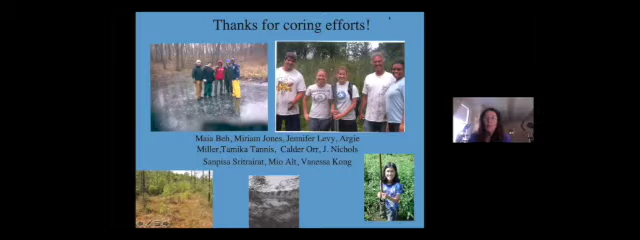 Thanks for coring efforts!
Maia Beh, Miriam Jones, Jennifer Levy, Argie
Miller, Tamika Tannis, Calder Orr, J. Nichols
Sanpisa Sritrairat, Mio Alt, Vanessa Kong